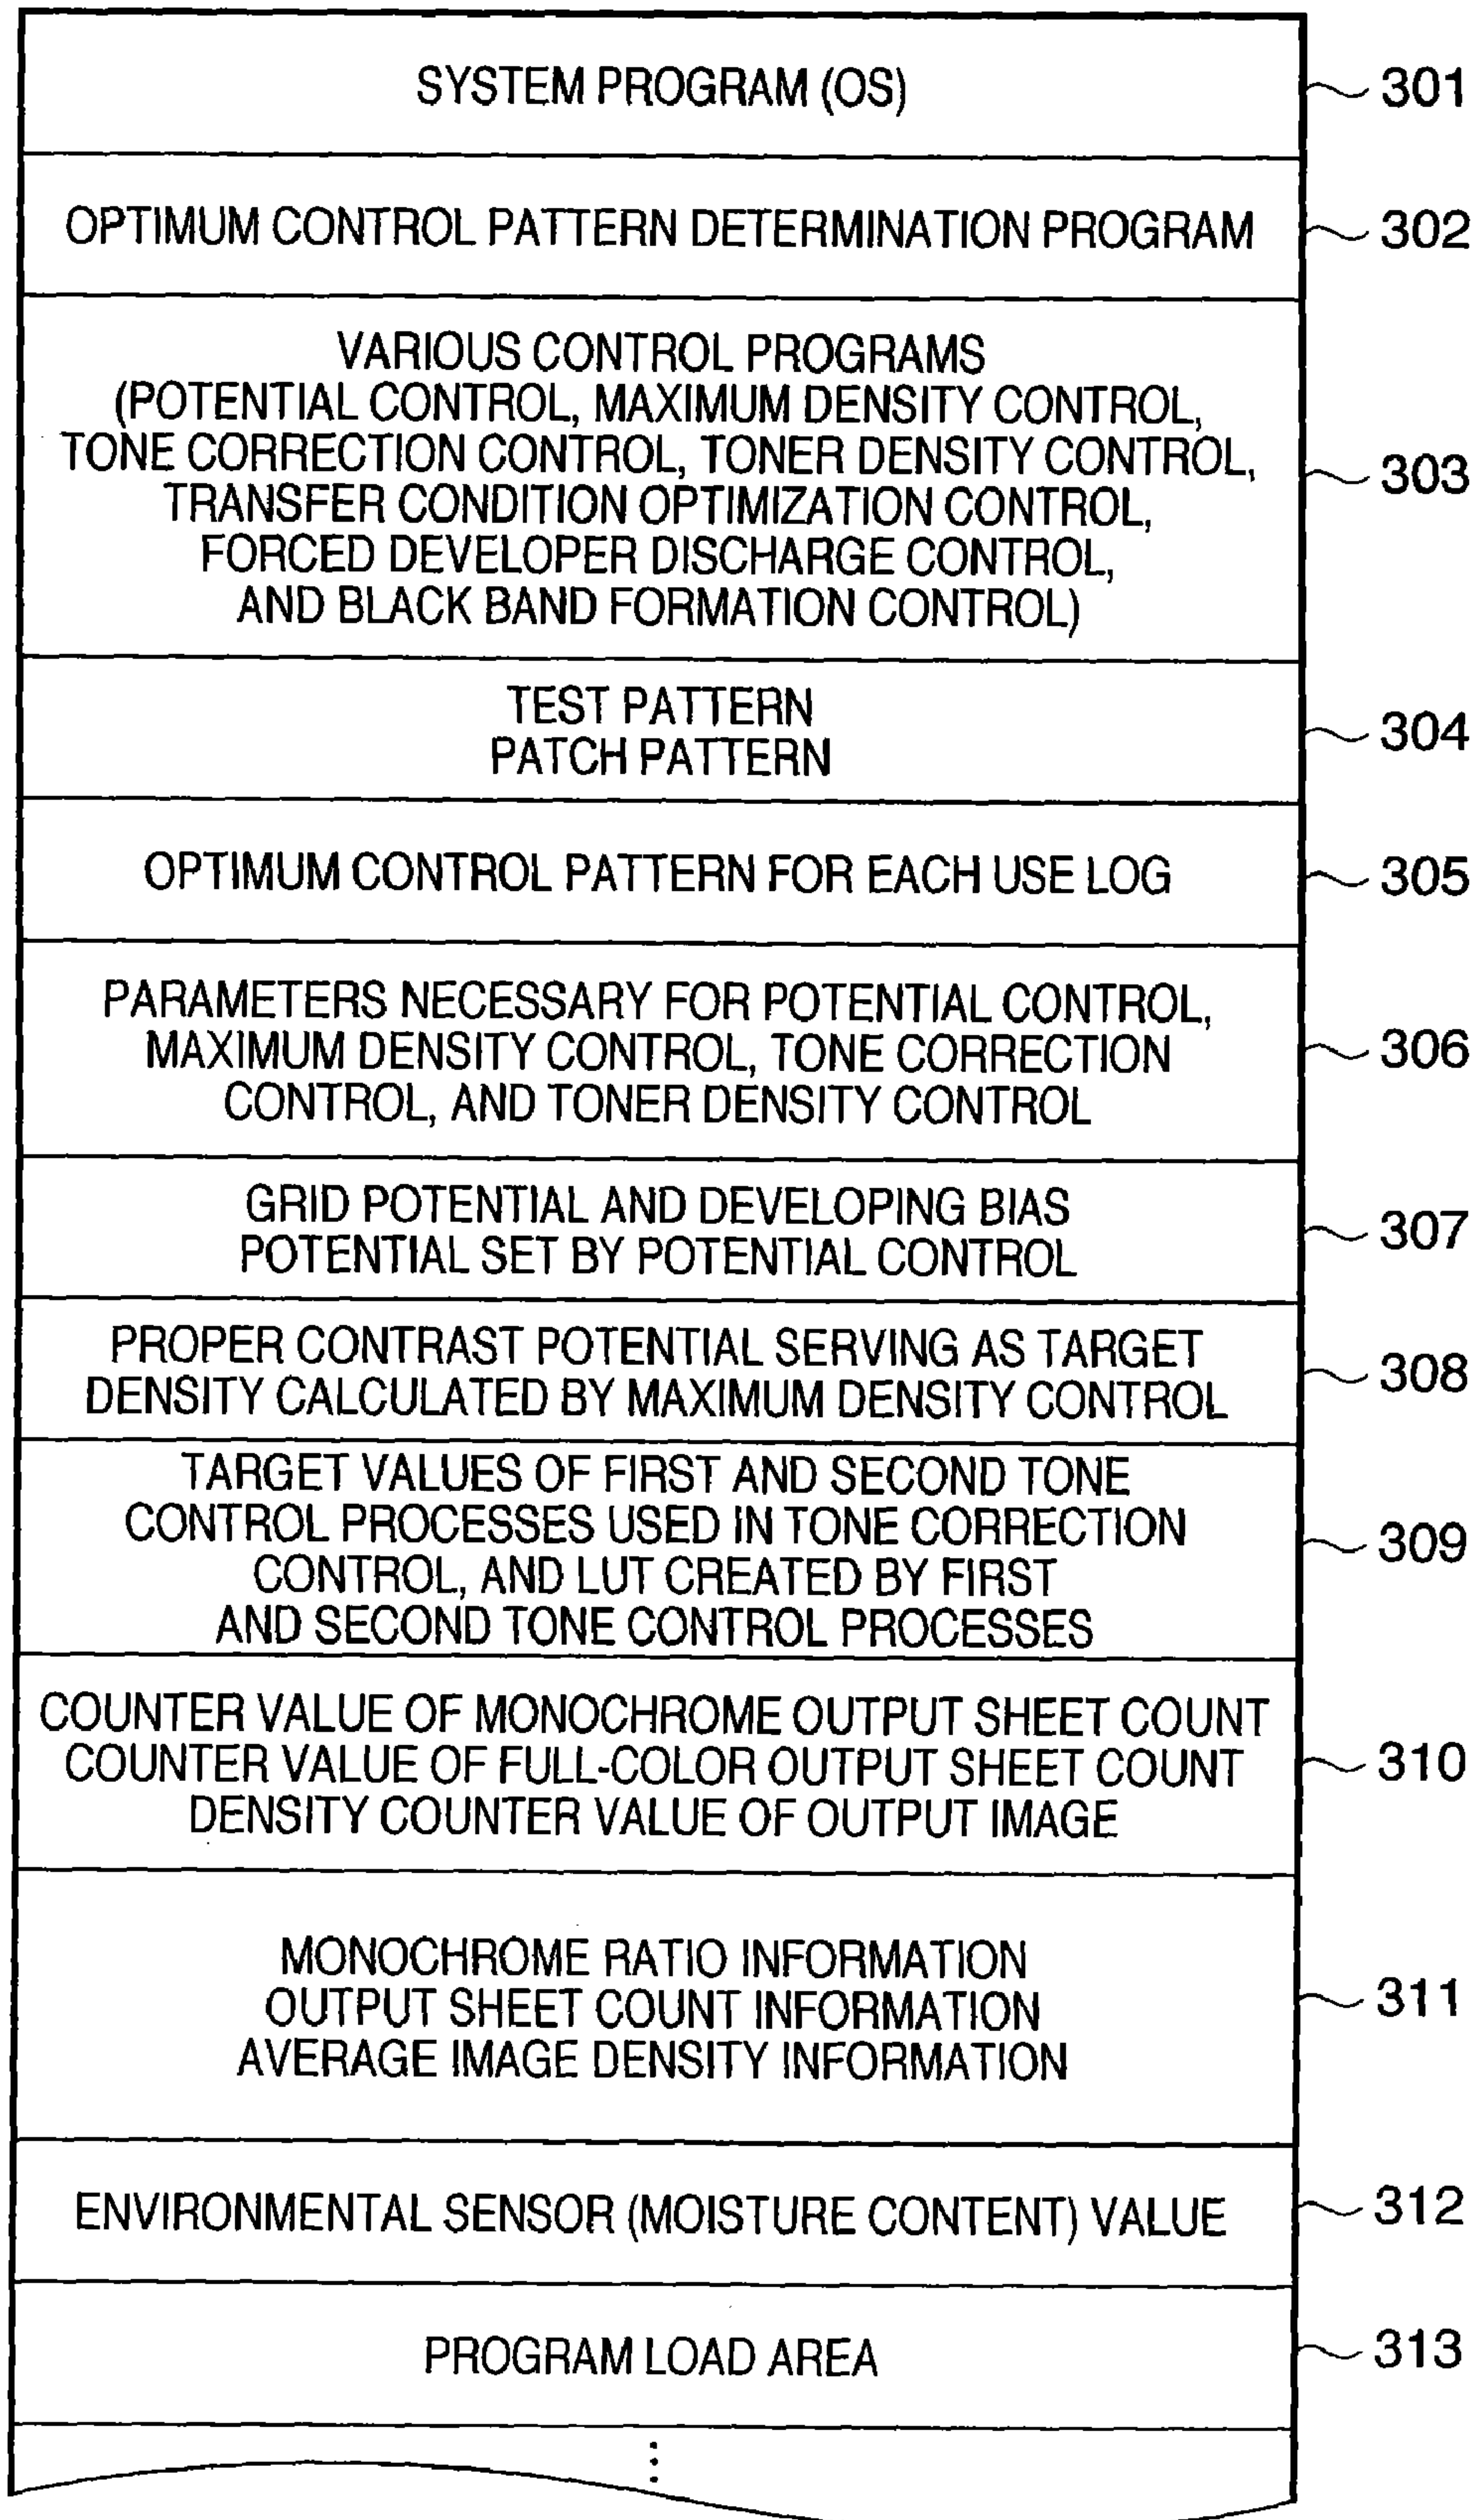 SYSTEM PROGRAM (OS)
301
OPTIMUM CONTROL PATTERN DETERMINATION PROGRAM
302
VARIOUS CONTROL PROGRAMS
(POTENTIAL CONTROL, MAXIMUM DENSITY CONTROL,
TONE CORRECTION CONTROL, TONER DENSITY CONTROL,
TRANSFER CONDITION OPTIMIZATION CONTROL,
FORCED DEVELOPER DISCHARGE CONTROL,
AND BLACK BAND FORMATION CONTROL)
303
TEST PATTERN
PATCH PATTERN
304
OPTIMUM CONTROL PATTERN FOR EACH USE LOG
305
PARAMETERS NECESSARY FOR POTENTIAL CONTROL,
MAXIMUM DENSITY CONTROL, TONE CORRECTION
CONTROL, AND TONER DENSITY CONTROL
306
GRID POTENTIAL AND DEVELOPING BIAS
POTENTIAL SET BY POTENTIAL CONTROL
307
PROPER CONTRAST POTENTIAL SERVING AS TARGET
DENSITY CALCULATED BY MAXIMUM DENSITY CONTROL
308
TARGET VALUES OF FIRST AND SECOND TONE
CONTROL PROCESSES USED IN TONE CORRECTION
CONTROL, AND LUT CREATED BY FIRST
AND SECOND TONE CONTROL PROCESSES
309
COUNTER VALUE OF MONOCHROME OUTPUT SHEET COUNT
COUNTER VALUE OF FULL-COLOR OUTPUT SHEET COUNT
DENSITY COUNTER VALUE OF OUTPUT IMAGE
310
MONOCHROME RATIO INFORMATION
OUTPUT SHEET COUNT INFORMATION
AVERAGE IMAGE DENSITY INFORMATION
311
ENVIRONMENTAL SENSOR (MOISTURE CONTENT) VALUE
312
PROGRAM LOAD AREA
313